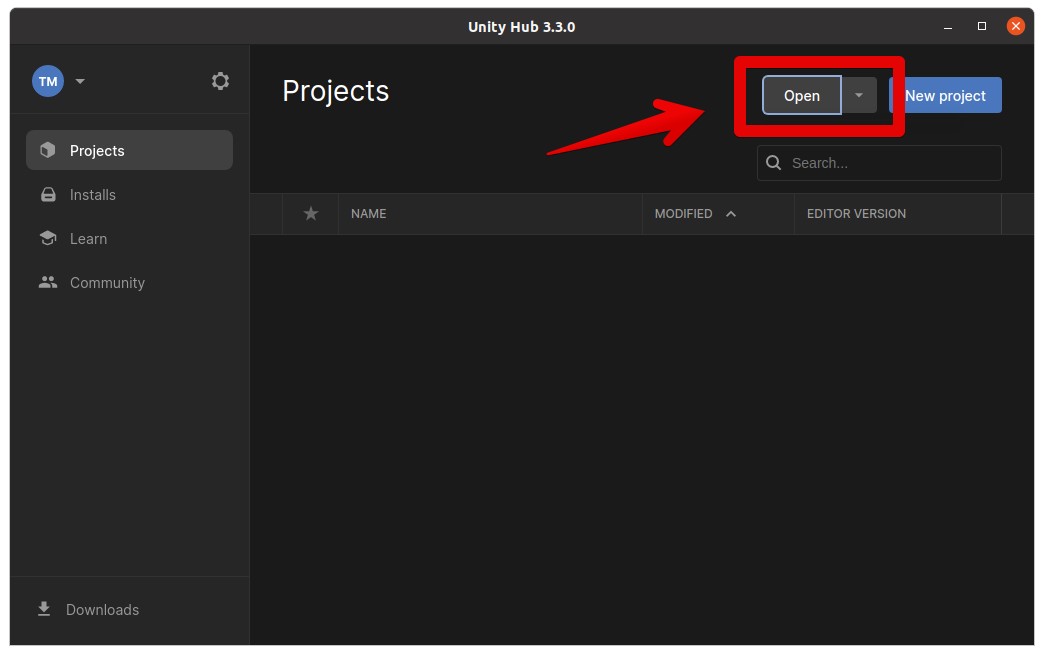 Unity Hub 3.3.0
TM
Projects
Open
New project
Search...
Projects
Installs
Learn
Community
NAME MODIFIED EDITOR VERSION
Downloads